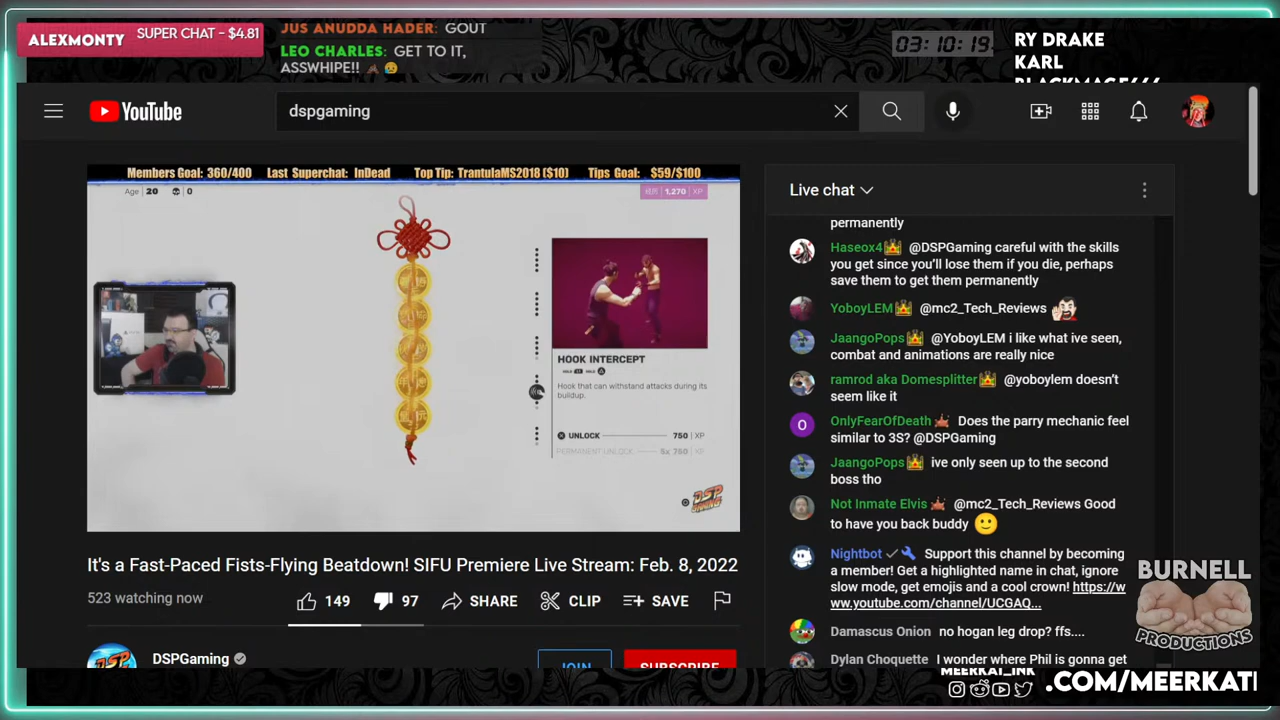 ALEXMONTY
SUPER CHAT - $4.81
JUS ANUDDA HADER: GOUT
LEO CHARLES: GET TO IT,
ASSWHIPE!!
03:10:19
RY DRAKE
KARL
BLACKMAGE666
YouTube
dspgaming
Members Goal: 360/400 Last Superchat: InDead Top Tip: TrantulaMS2018 ($10) Tips Goal: $59/$100
Age 20 0
1,270 XP
HOOK INTERCEPT
HOLD HOLD
Hook that can withstand attacks during its
buildup.
UNLOCK 750 XP
PERMANENT UNLOCK 5x 750 XP
DSP
GAMING
It's a Fast-Paced Fists-Flying Beatdown! SIFU Premiere Live Stream: Feb. 8, 2022
523 watching now
149 97 SHARE CLIP SAVE
DSPGaming
JOIN SUBSCRIBE
Live chat
permanently
Haseox4 @DSPGaming careful with the skills
you get since you'll lose them if you die, perhaps
save them to get them permanently
YoboyLEM @mc2_Tech_Reviews
JaangoPops @YoboyLEM i like what ive seen,
combat and animations are really nice
ramrod aka Domesplitter @yoboylem doesn't
seem like it
O
OnlyFearOfDeath Does the parry mechanic feel
similar to 3S? @DSPGaming
JaangoPops ive only seen up to the second
boss tho
Not Inmate Elvis @mc2_Tech_Reviews Good
to have you back buddy
Nightbot Support this channel by becoming
a member! Get a highlighted name in chat, ignore
slow mode, get emojis and a cool crown! https://w
ww.youtube.com/channel/UCGAQ...
Damascus Onion no hogan leg drop? ffs....
Dylan Choquette I wonder where Phil is gonna get
BURNELL
PRODUCTIONS
MEERKAT_INK
.COM/MEERKATI